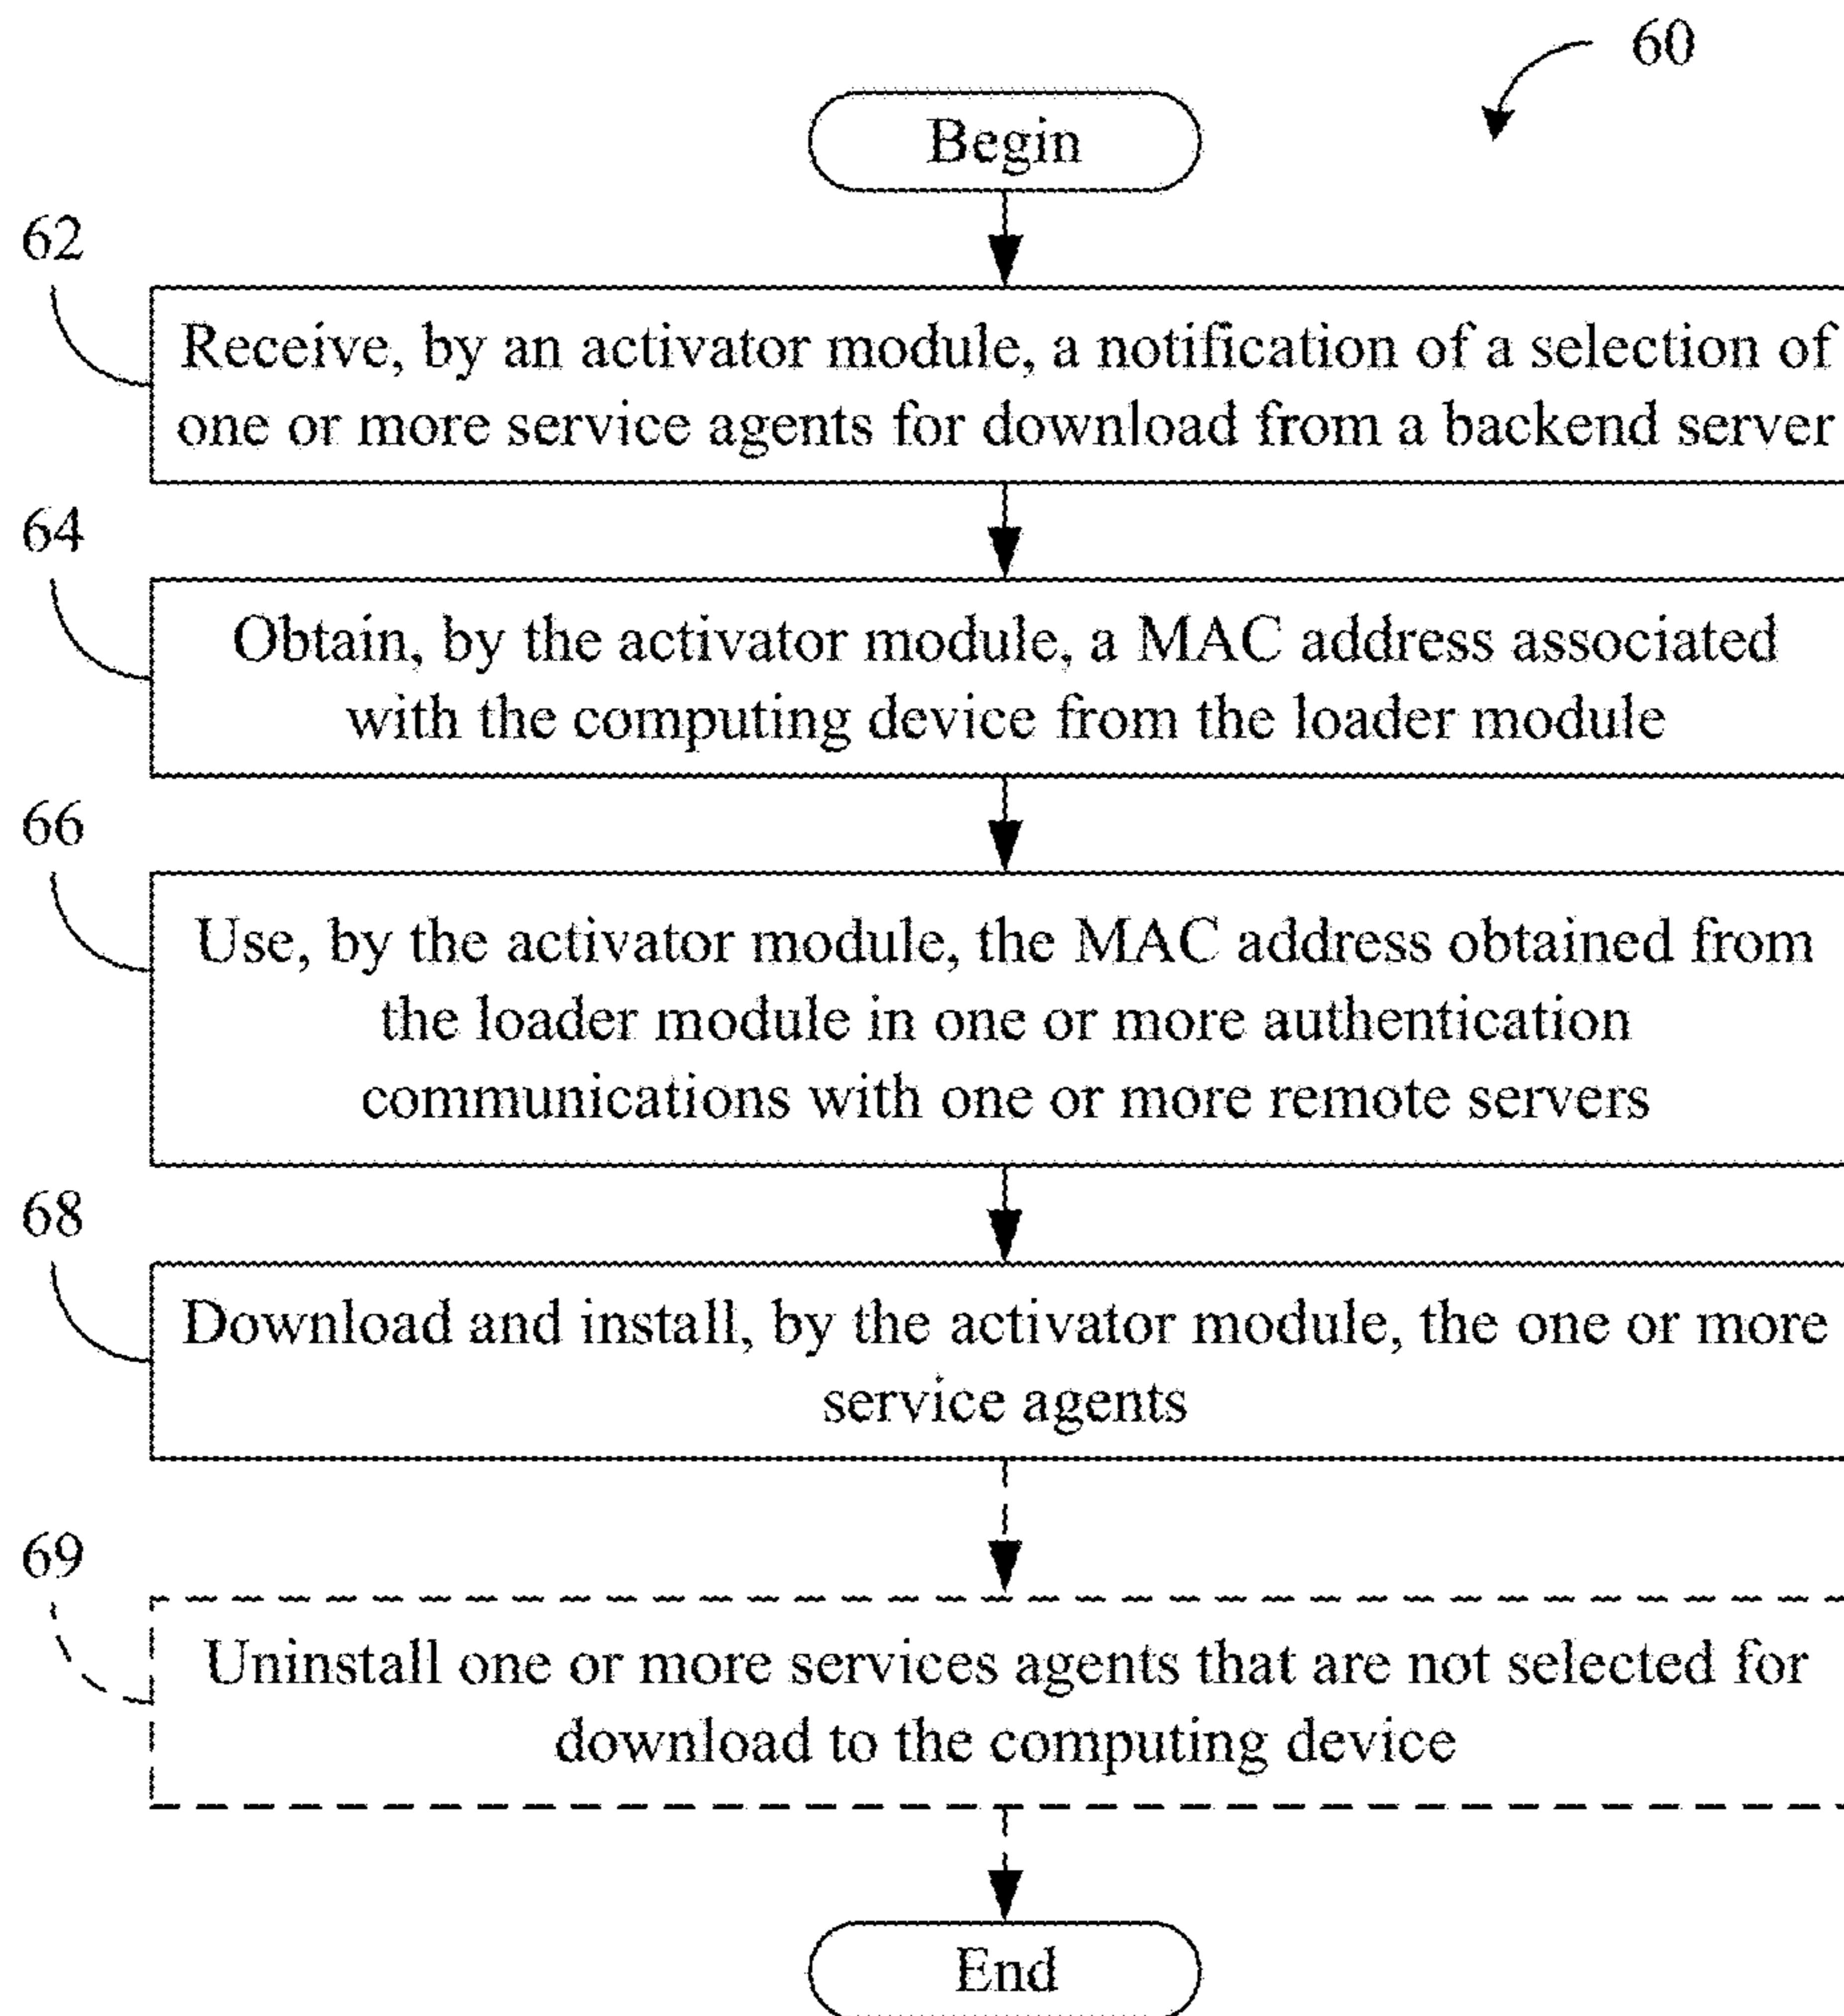 60
Begin
62
Receive, by an activator module, a notification of a selection of
one or more service agents for download from a backend server
64
Obtain, by the activator module, a MAC address associated
with the computing device from the loader module
66
Use, by the activator module, the MAC address obtained from
the loader module in one or more authentication
communications with one or more remote servers
68
Download and install, by the activator module, the one or more
service agents
69
Uninstall one or more services agents that are not selected for
download to the computing device
End